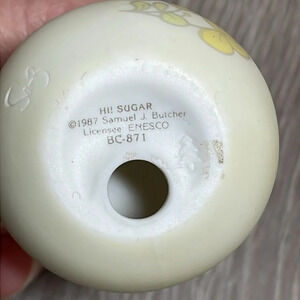 HI! SUGAR
©1987 Samuel J. Butcher
Licensee ENESCO
BC-871